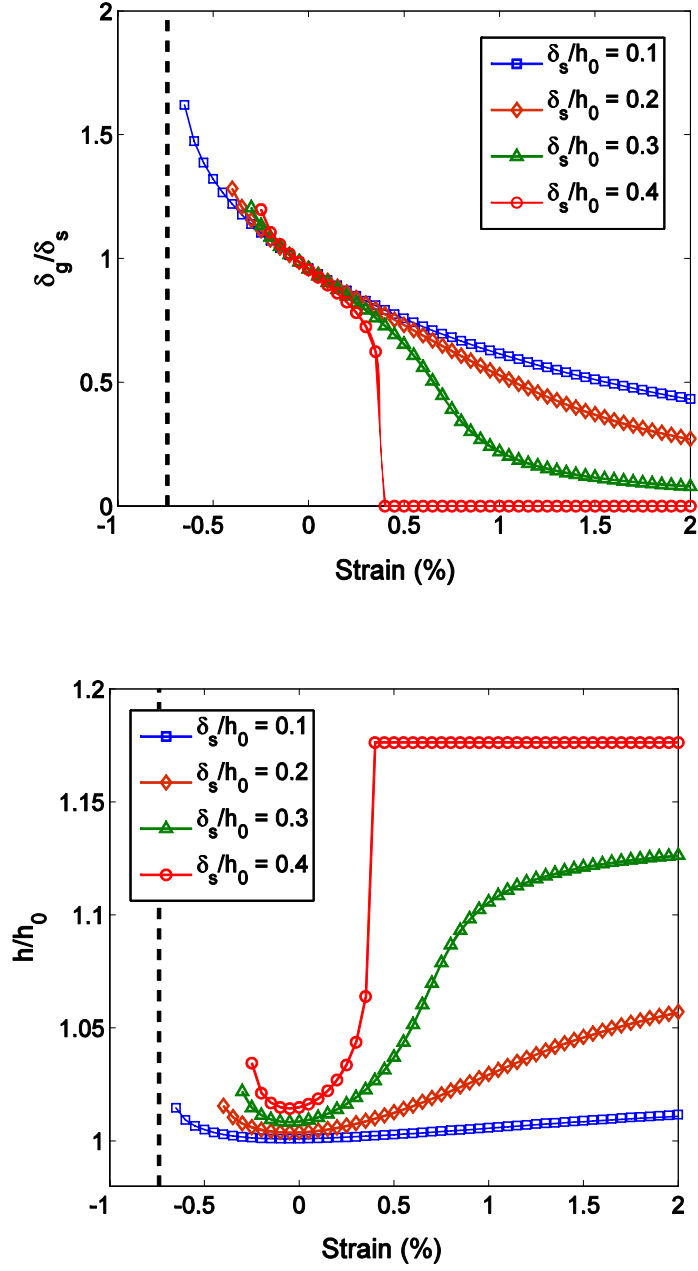 2
1.5
1
0.5
0
δg/δs
δs/h0 = 0.1
δs/h0 = 0.2
δs/h0 = 0.3
δs/h0 = 0.4
-1 -0.5 0 0.5 1 1.5 2
Strain (%)
1.2
1.15
1.1
1.05
1
h/h0
δs/h0 = 0.1
δs/h0 = 0.2
δs/h0 = 0.3
δs/h0 = 0.4
-1 -0.5 0 0.5 1 1.5 2
Strain (%)